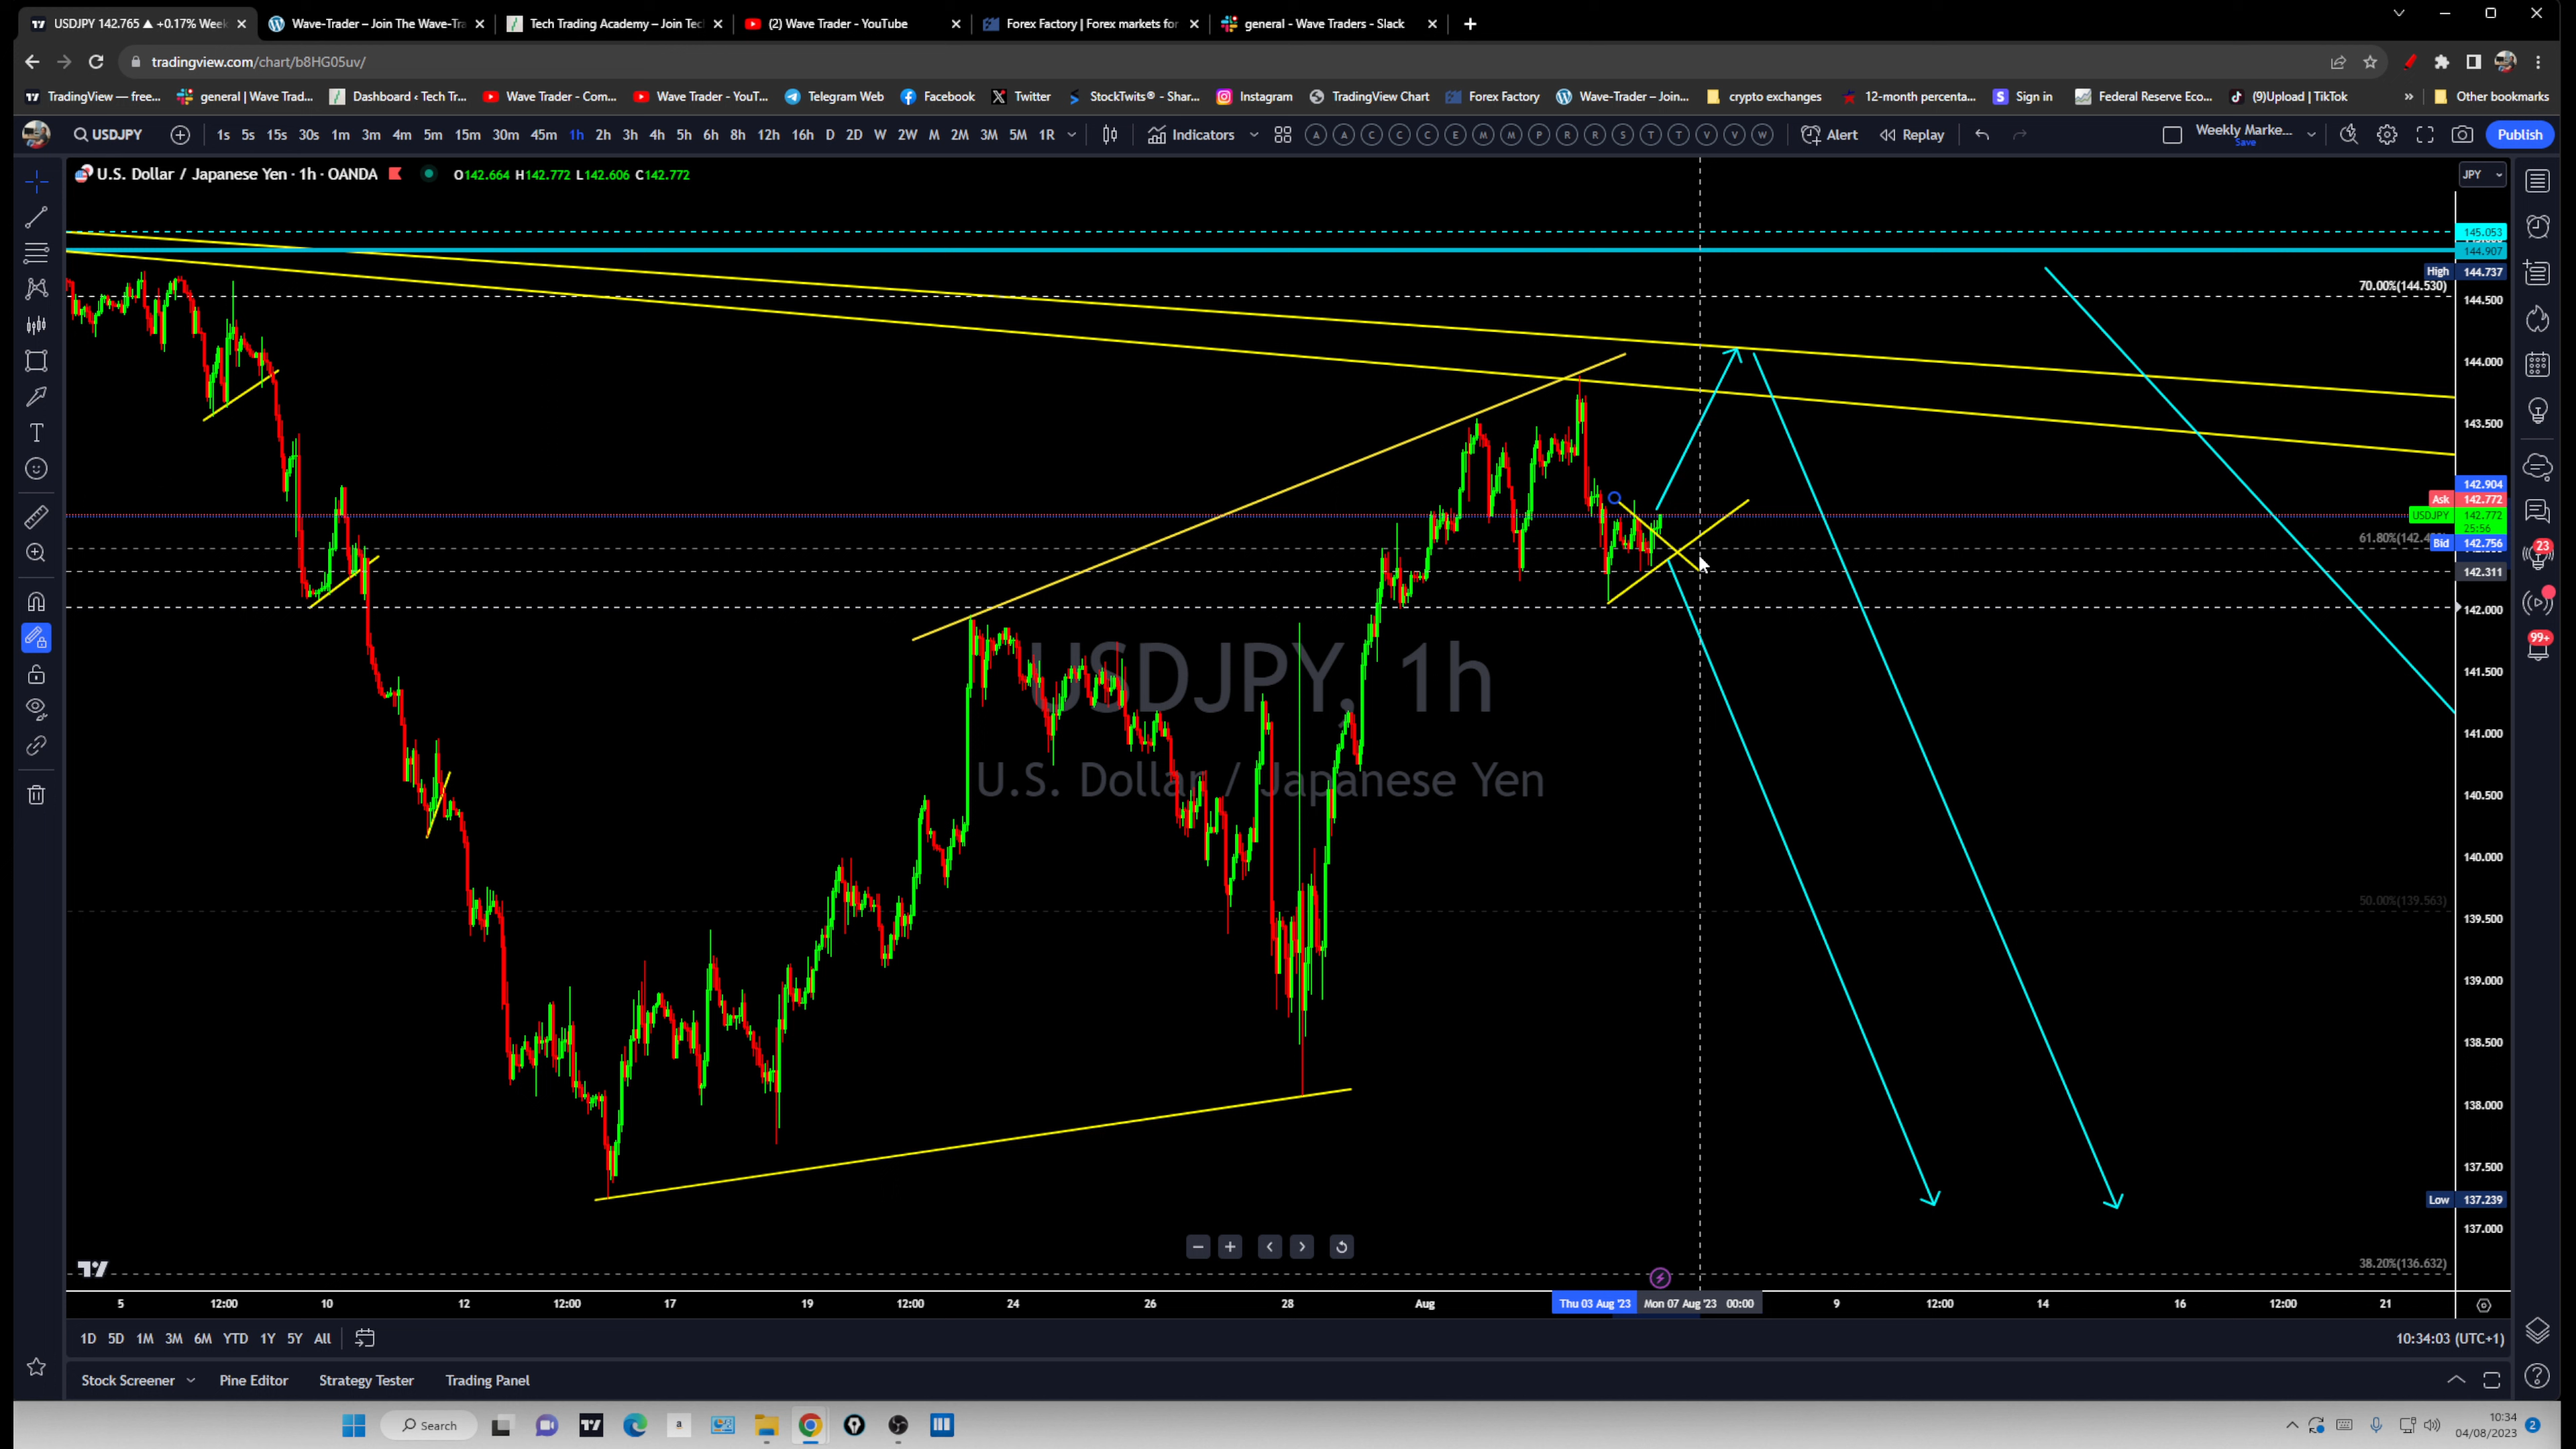 USDJPY 142.765 ▲ +0.17% Week
Wave-Trader – Join The Wave-Tra
Tech Trading Academy – Join Tec
(2) Wave Trader - YouTube
Forex Factory | Forex markets for
general - Wave Traders - Slack
tradingview.com/chart/b8HG05uv/
TradingView — free...
general | Wave Trad...
Dashboard ‹ Tech Tr...
Wave Trader - Com...
Wave Trader - YouT...
Telegram Web
Facebook
Twitter
StockTwits® - Shar...
Instagram
TradingView Chart
Forex Factory
Wave-Trader – Join...
crypto exchanges
12-month percenta...
Sign in
Federal Reserve Eco...
(9)Upload | TikTok
»
Other bookmarks
USDJPY
1s 5s 15s 30s 1m 3m 4m 5m 15m 30m 45m 1h 2h 3h 4h 5h 6h 8h 12h 16h D 2D W 2W M 2M 3M 5M 1R
Indicators
A A C C C E M M P R R S T T V V W
Alert
Replay
Weekly Marke...
Save
Publish
U.S. Dollar / Japanese Yen · 1h · OANDA
O142.664 H142.772 L142.606 C142.772
JPY
145.053
144.907
High 144.737
70.00%(144.530)
144.500
144.000
143.500
142.904
Ask 142.772
USDJPY 142.772
25:56
Bid 142.756
142.311
142.000
141.500
141.000
140.500
140.000
50.00%(139.563)
139.500
139.000
138.500
138.000
137.500
Low 137.239
137.000
38.20%(136.632)
USDJPY, 1h
U.S. Dollar / Japanese Yen
23
99+
5 12:00 10 12 12:00 17 19 12:00 24 26 28 Aug Thu 03 Aug '23 Mon 07 Aug '23 00:00 9 12:00 14 16 12:00 21
1D 5D 1M 3M 6M YTD 1Y 5Y All
10:34:03 (UTC+1)
Stock Screener
Pine Editor
Strategy Tester
Trading Panel
Search
10:34
04/08/2023
2